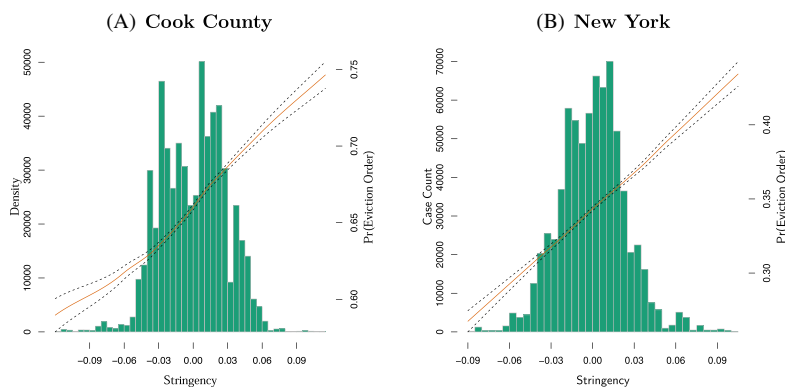 (A) Cook County
50000
40000
30000
20000
10000
0
Density
0.75
0.70
0.65
0.60
Pr(Eviction Order)
−0.09 −0.06 −0.03 0.00 0.03 0.06 0.09
Stringency
(B) New York
70000
60000
50000
40000
30000
20000
10000
0
Case Count
0.40
0.35
0.30
Pr(Eviction Order)
−0.09 −0.06 −0.03 0.00 0.03 0.06 0.09
Stringency